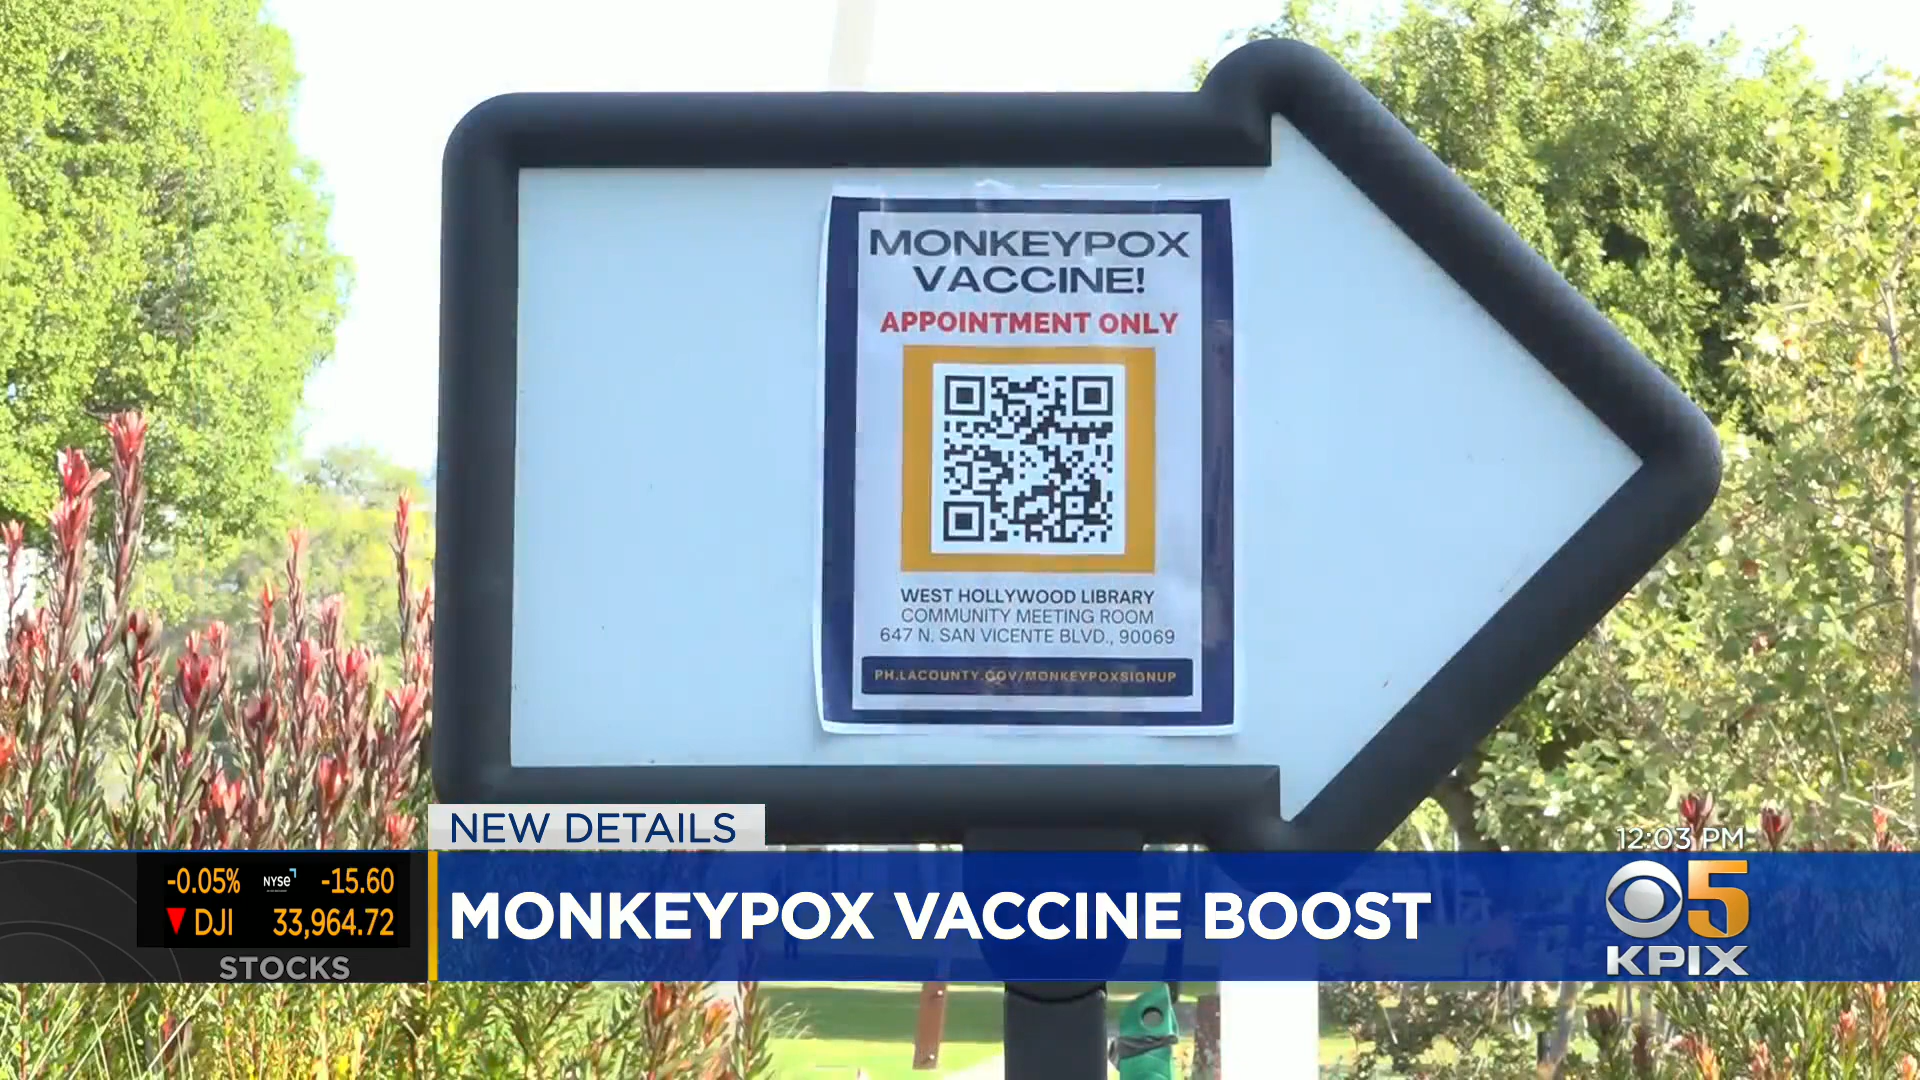 MONKEYPOX
VACCINE!
APPOINTMENT ONLY
WEST HOLLYWOOD LIBRARY
COMMUNITY MEETING ROOM
647 N. SAN VICENTE BLVD., 90069
PH.LACOUNTY.GOV/MONKEYPOXSIGNUP
NEW DETAILS
MONKEYPOX VACCINE BOOST
-0.05% NYSE -15.60
DJI 33,964.72
STOCKS
12:03 PM
5
KPIX